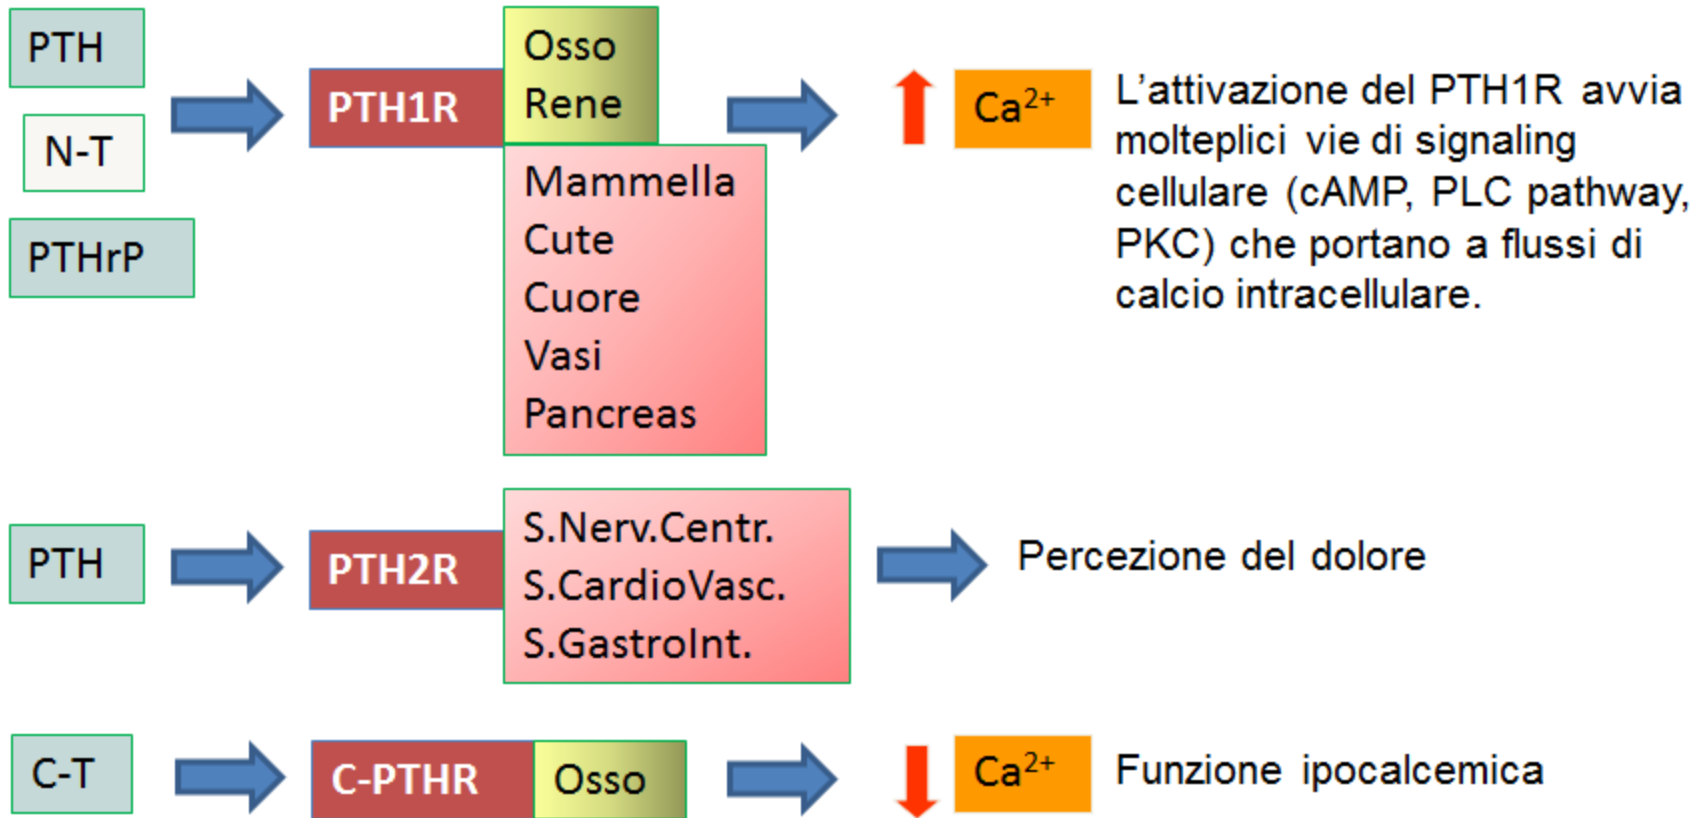 PTH
N-T
PTHrP
PTH1R
Osso
Rene
Mammella
Cute
Cuore
Vasi
Pancreas
Ca²⁺
L'attivazione del PTH1R avvia
molteplici vie di signaling
cellulare (cAMP, PLC pathway,
PKC) che portano a flussi di
calcio intracellulare.
PTH
PTH2R
S.Nerv.Centr.
S.CardioVasc.
S.GastroInt.
Percezione del dolore
C-T
C-PTHR
Osso
Ca²⁺
Funzione ipocalcemica